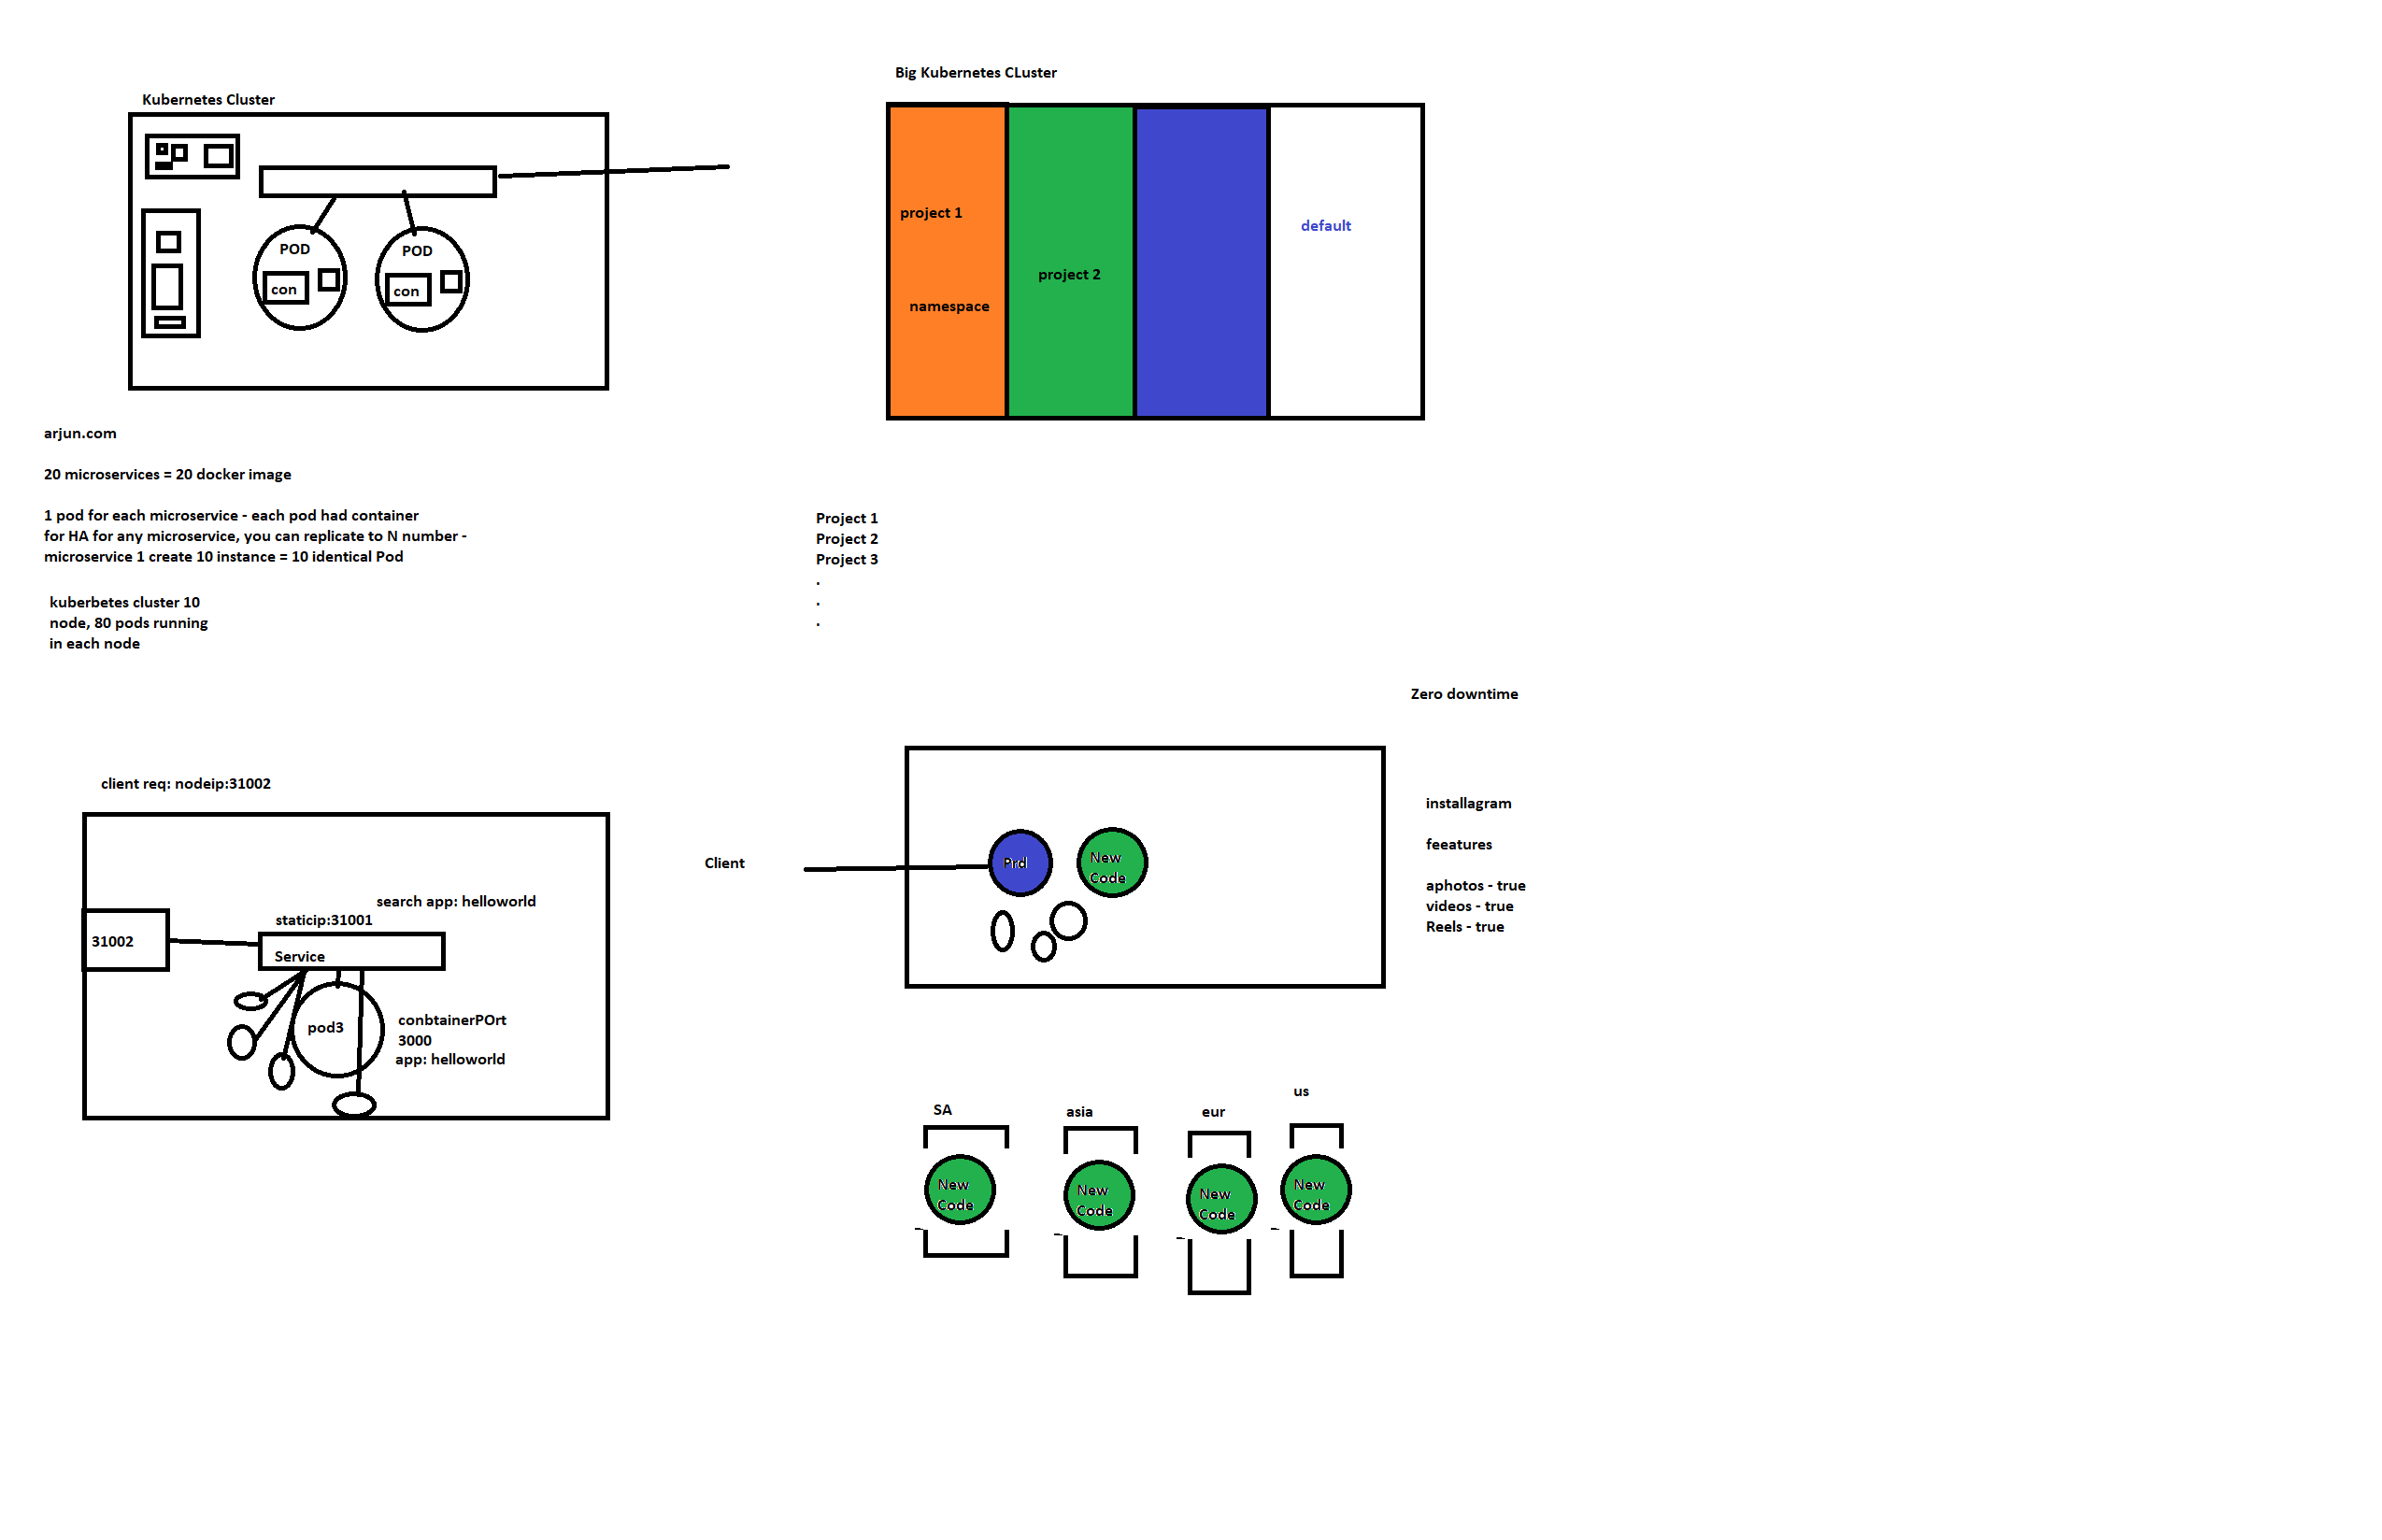 Kubernetes Cluster
POD
con
POD
con
arjun.com
20 microservices = 20 docker image
1 pod for each microservice - each pod had container
for HA for any microservice, you can replicate to N number -
microservice 1 create 10 instance = 10 identical Pod
kuberbetes cluster 10
node, 80 pods running
in each node
Big Kubernetes CLuster
project 1
namespace
project 2
default
Project 1
Project 2
Project 3
.
.
.
client req: nodeip:31002
31002
search app: helloworld
staticip:31001
Service
pod3
conbtainerPOrt
3000
app: helloworld
Zero downtime
Client
Prd
New
Code
installagram
feeatures
aphotos - true
videos - true
Reels - true
SA
New
Code
asia
New
Code
eur
New
Code
us
New
Code